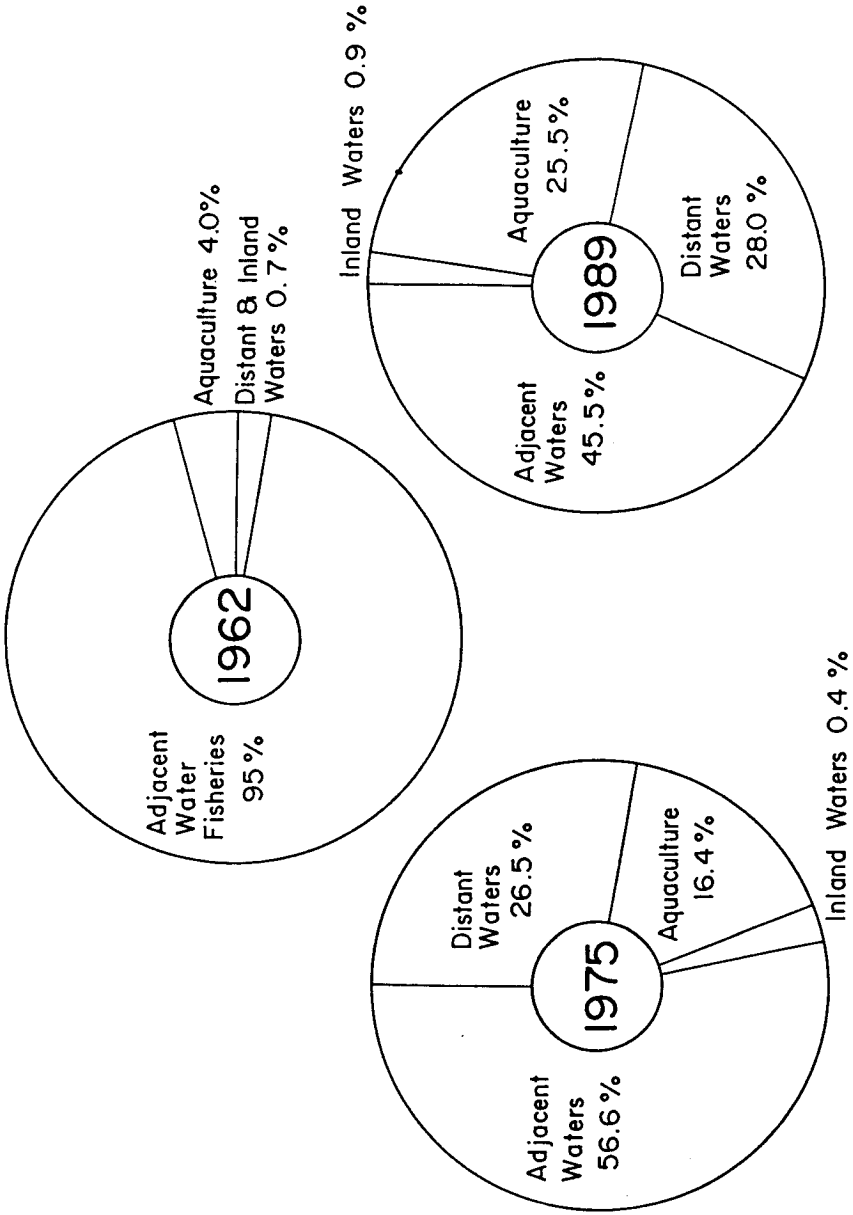 Adjacent
Water
Fisheries
95%
1962
Aquaculture 4.0%
Distant & Inland
Waters 0.7%
Adjacent
Waters
56.6%
1975
Distant
Waters
26.5%
Aquaculture
16.4%
Inland Waters 0.4%
Inland Waters 0.9%
Adjacent
Waters
45.5%
1989
Aquaculture
25.5%
Distant
Waters
28.0%